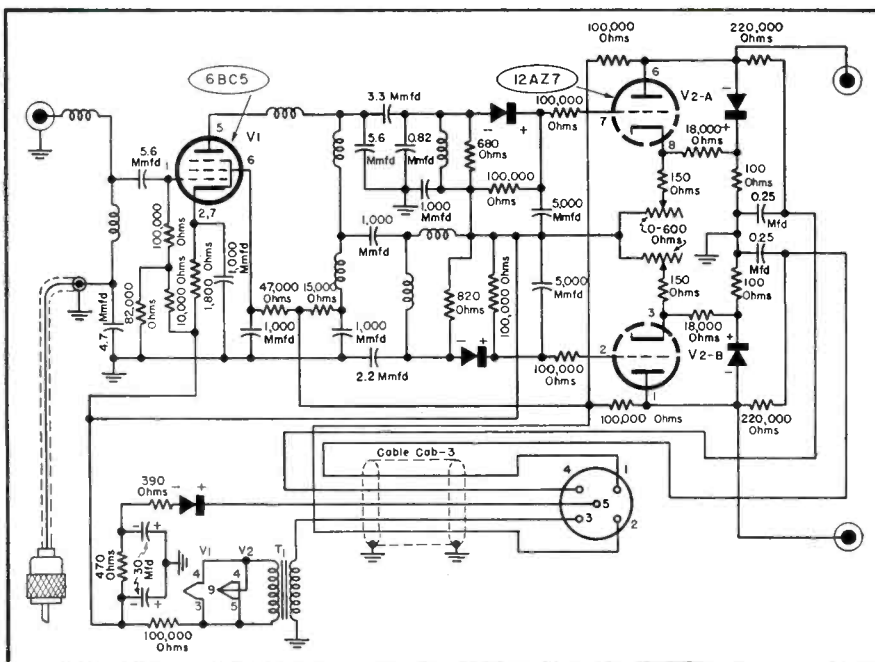 100,000
Ohms
220,000
Ohms
6BC5
12AZ7
6
V2-A
5
V1
3.3 Mmfd
100,000
Ohms
7
5.6
Mmfd
1
6
5.6
Mmfd
0.82
Mmfd
680
Ohms
-
+
8
18,000
Ohms
-
+
2,7
1,000
Mmfd
100,000
Ohms
150
Ohms
100
Ohms
100,000
Ohms
1,000
Mmfd
5,000
Mmfd
0-600
Ohms
0.25
Mfd
1,000
Mmfd
0.25
Mfd
82,000
Ohms
10,000 Ohms
1,800 Ohms
47,000
Ohms
15,000
Ohms
820
Ohms
100,000 Ohms
5,000
Mmfd
150
Ohms
100
Ohms
4.7
Mmfd
1,000
Mmfd
1,000
Mmfd
3
18,000
Ohms
+
-
2.2 Mmfd
-
+
100,000
Ohms
2
V2-B
1
100,000
Ohms
220,000
Ohms
Cable Cab-3
390
Ohms
-
+
4
1
5
3
2
470
Ohms
- +
30
Mfd
- +
V1
V2
T1
4
3
9
4
5
100,000
Ohms